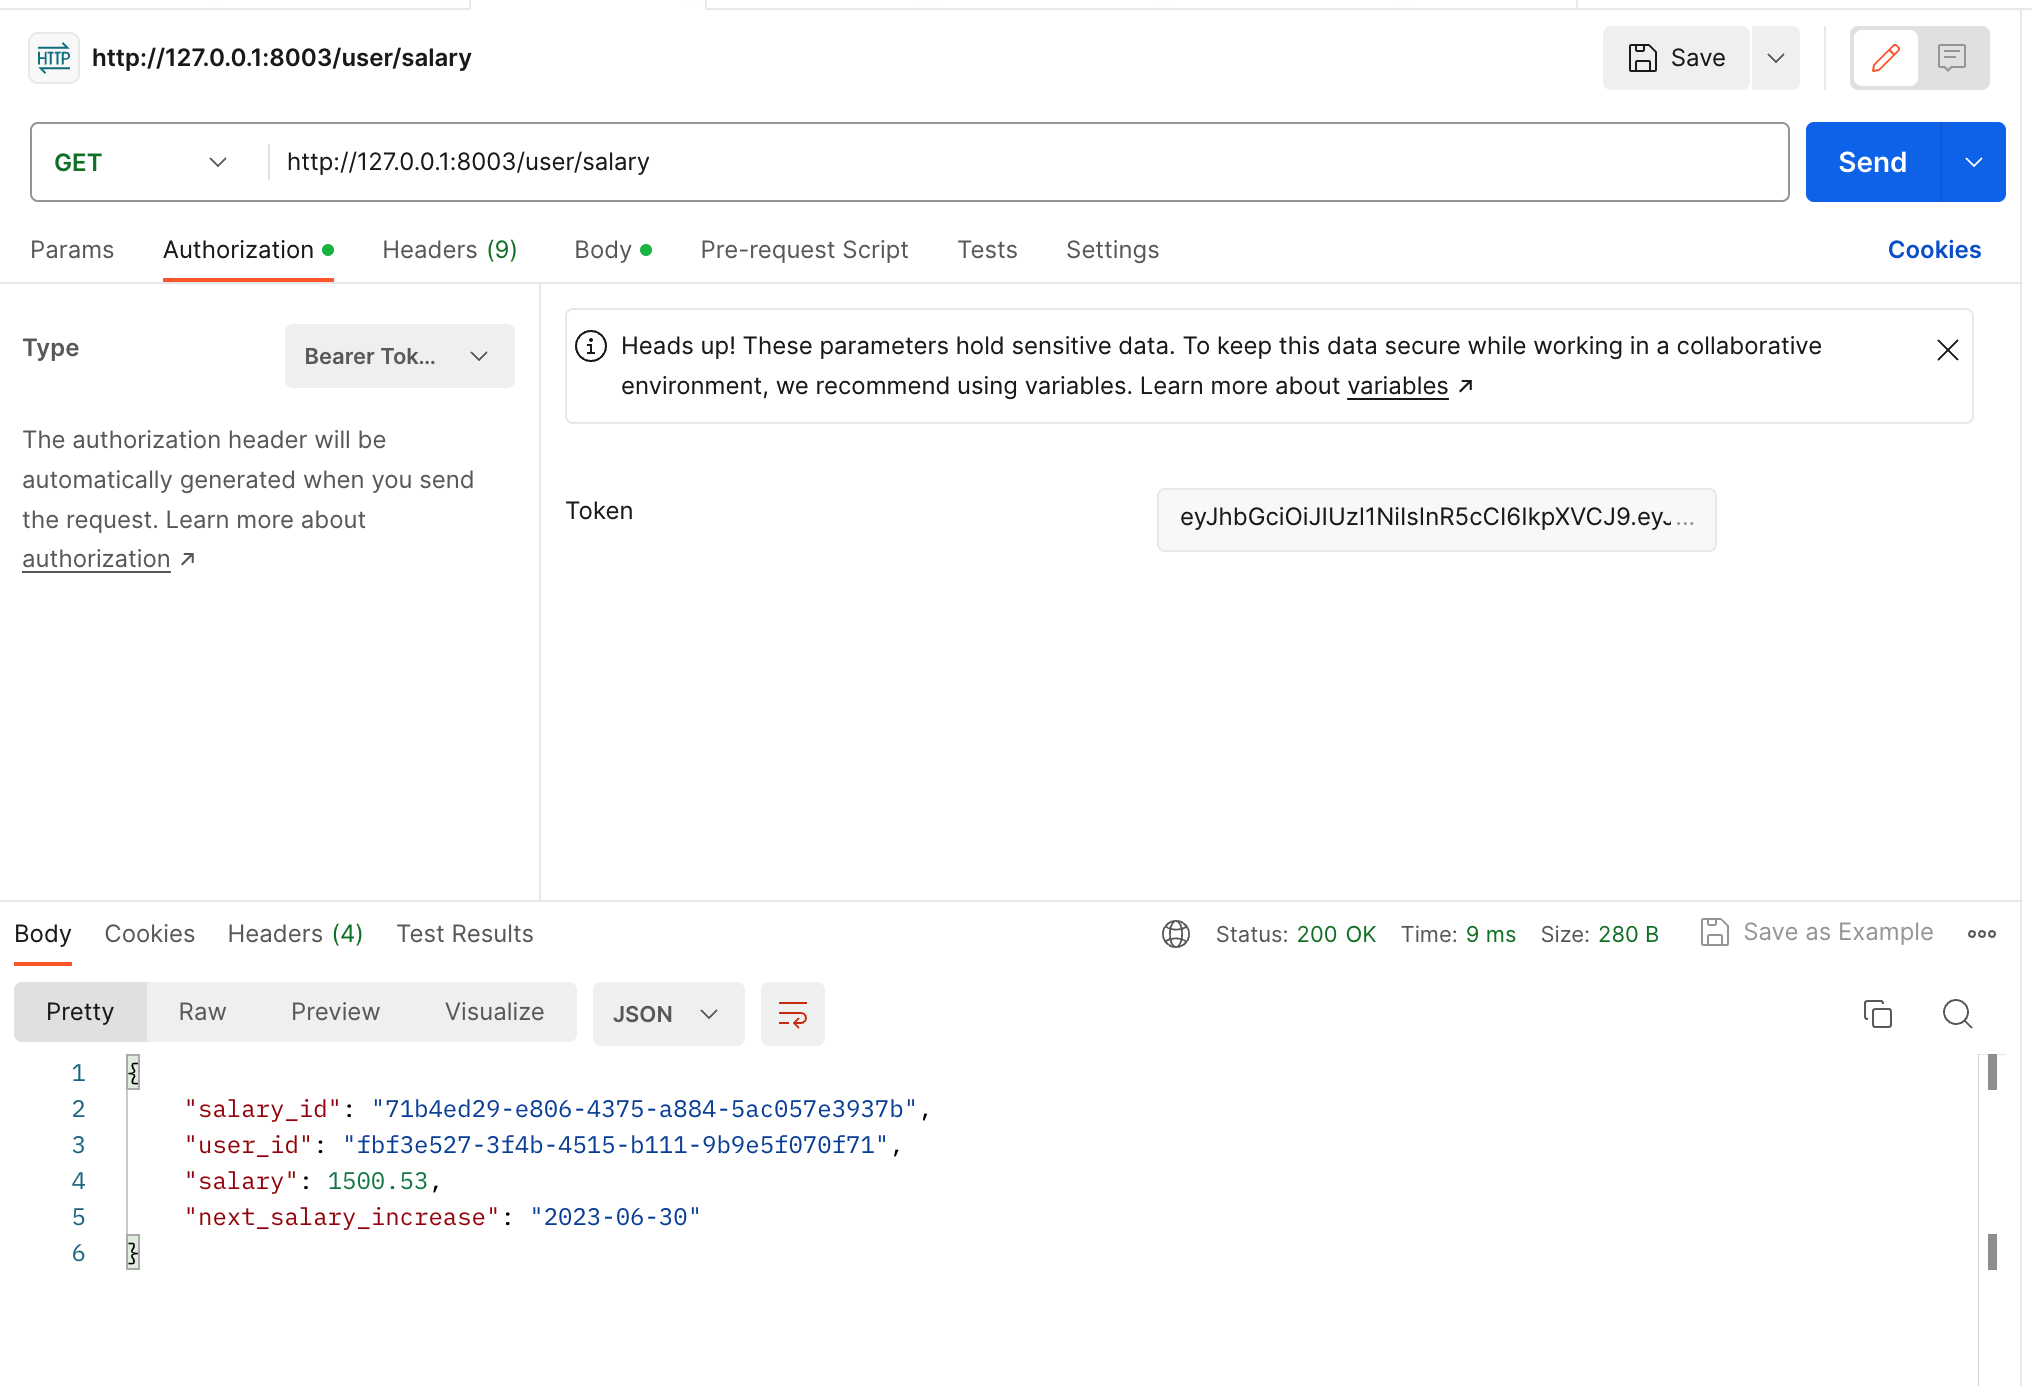 HTTP http://127.0.0.1:8003/user/salary Save
GET http://127.0.0.1:8003/user/salary Send
Params Authorization Headers (9) Body Pre-request Script Tests Settings Cookies
Type Bearer Tok...
The authorization header will be
automatically generated when you send
the request. Learn more about
authorization ↗
Heads up! These parameters hold sensitive data. To keep this data secure while working in a collaborative
environment, we recommend using variables. Learn more about variables ↗
Token eyJhbGciOiJIUzI1NiIsInR5cCI6IkpXVCJ9.eyJ...
Body Cookies Headers (4) Test Results Status: 200 OK Time: 9 ms Size: 280 B Save as Example
Pretty Raw Preview Visualize JSON
1 {
2 "salary_id": "71b4ed29-e806-4375-a884-5ac057e3937b",
3 "user_id": "fbf3e527-3f4b-4515-b111-9b9e5f070f71",
4 "salary": 1500.53,
5 "next_salary_increase": "2023-06-30"
6 }